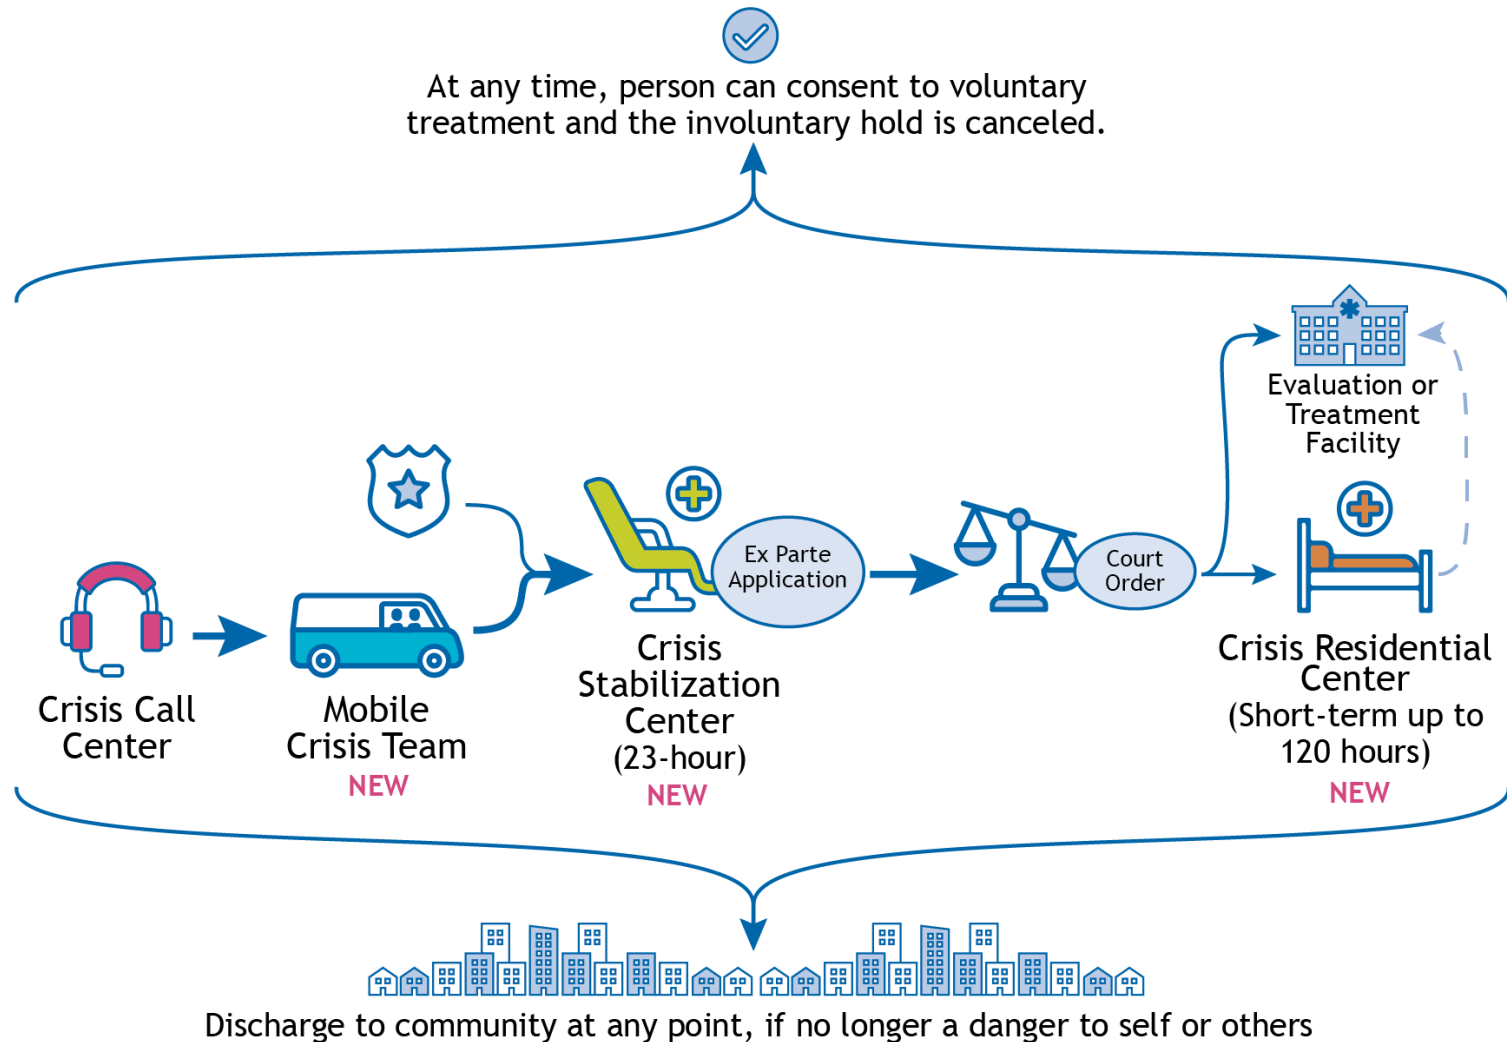 At any time, person can consent to voluntary
treatment and the involuntary hold is canceled.
Evaluation or
Treatment
Facility
Ex Parte
Application
Court
Order
Crisis Call
Center
Mobile
Crisis Team
NEW
Crisis
Stabilization
Center
(23-hour)
NEW
Crisis Residential
Center
(Short-term up to
120 hours)
NEW
Discharge to community at any point, if no longer a danger to self or others